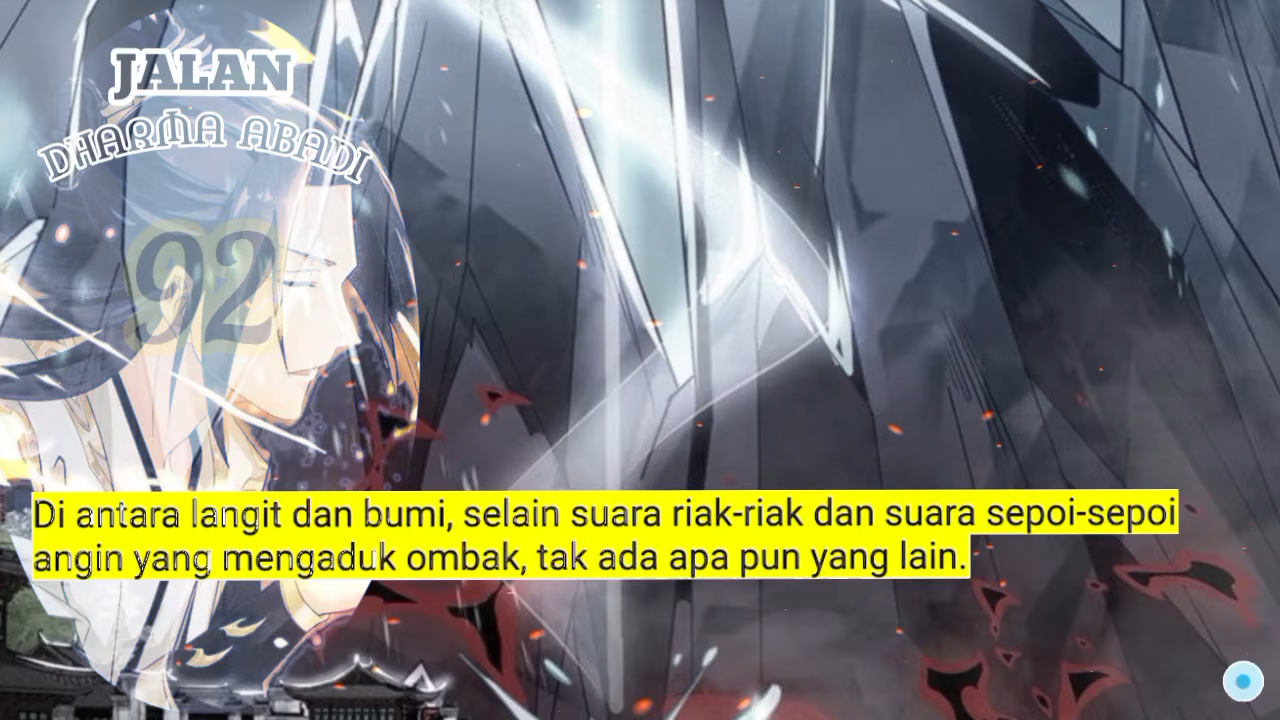 JALAN
DHARMA ABADI
92
Di antara langit dan bumi, selain suara riak-riak dan suara sepoi-sepoi
angin yang mengaduk ombak, tak ada apa pun yang lain.